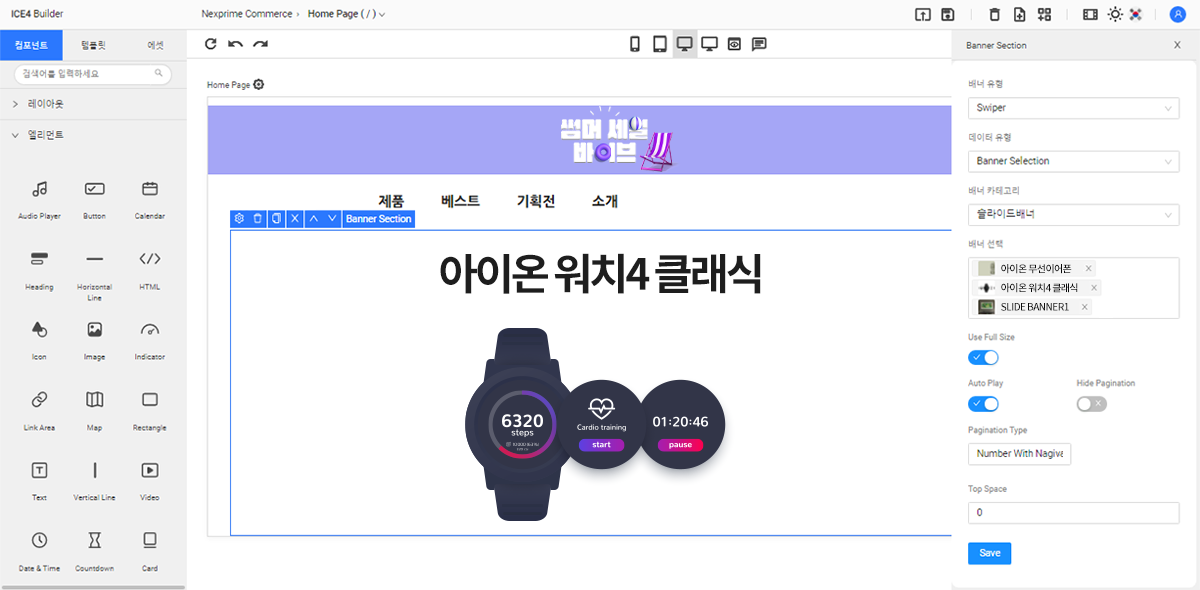 ICE4 Builder
Nexprime Commerce › Home Page ( / )
컴포넌트 템플릿 에셋
검색어를 입력하세요
레이아웃
엘리먼트
Audio Player Button Calendar
Heading Horizontal Line HTML
Icon Image Indicator
Link Area Map Rectangle
Text Vertical Line Video
Date & Time Countdown Card
Home Page
썸머 세일
바이브
제품 베스트 기획전 소개
Banner Section
아이온 워치4 클래식
6320
steps
Cardio training
start
01:20:46
pause
Banner Section X
배너 유형
Swiper
데이터 유형
Banner Selection
배너 카테고리
슬라이드배너
배너 선택
아이온 무선이어폰 ×
아이온 워치4 클래식 ×
SLIDE BANNER1 ×
Use Full Size
Auto Play Hide Pagination
Pagination Type
Number With Nagiva
Top Space
0
Save